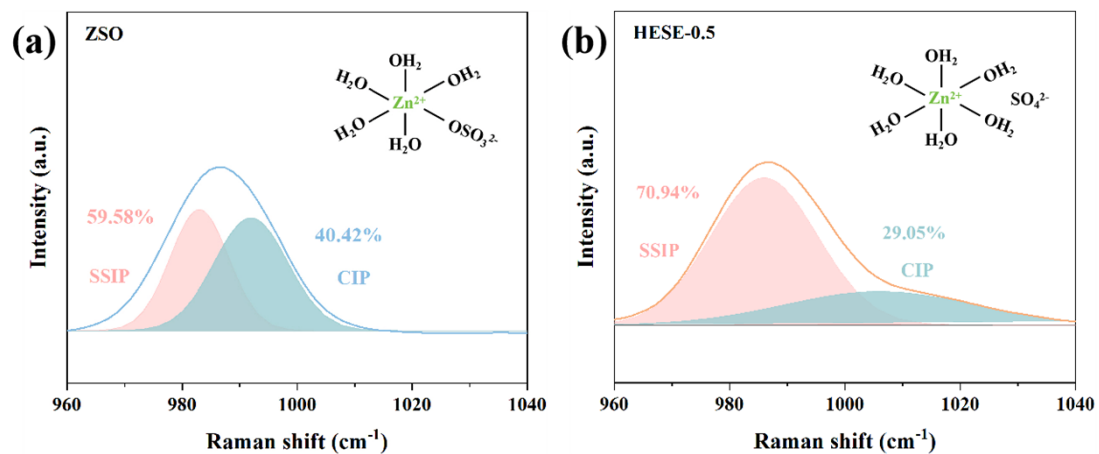 (a)
ZSO
OH₂
H₂O
OH₂
Zn²⁺
H₂O
OSO₃²⁻
H₂O
59.58%
40.42%
SSIP
CIP
Intensity (a.u.)
960
980
1000
1020
1040
Raman shift (cm⁻¹)
(b)
HESE-0.5
OH₂
H₂O
OH₂
Zn²⁺
SO₄²⁻
H₂O
OH₂
H₂O
70.94%
29.05%
SSIP
CIP
Intensity (a.u.)
960
980
1000
1020
1040
Raman shift (cm⁻¹)